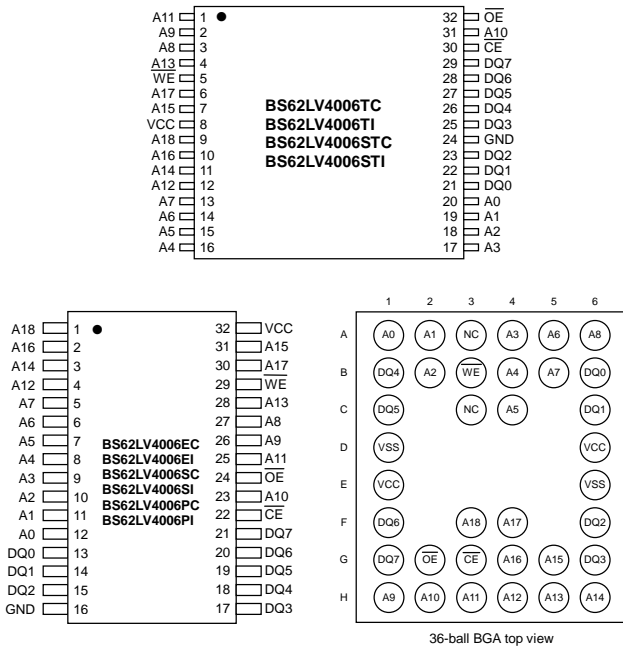 A11 1 32 OE
A9 2 31 A10
A8 3 30 CE
A13 4 29 DQ7
WE 5 28 DQ6
A17 6 27 DQ5
A15 7 26 DQ4
VCC 8 25 DQ3
A18 9 24 GND
A16 10 23 DQ2
A14 11 22 DQ1
A12 12 21 DQ0
A7 13 20 A0
A6 14 19 A1
A5 15 18 A2
A4 16 17 A3
BS62LV4006TC
BS62LV4006TI
BS62LV4006STC
BS62LV4006STI
A18 1 32 VCC
A16 2 31 A15
A14 3 30 A17
A12 4 29 WE
A7 5 28 A13
A6 6 27 A8
A5 7 26 A9
A4 8 25 A11
A3 9 24 OE
A2 10 23 A10
A1 11 22 CE
A0 12 21 DQ7
DQ0 13 20 DQ6
DQ1 14 19 DQ5
DQ2 15 18 DQ4
GND 16 17 DQ3
BS62LV4006EC
BS62LV4006EI
BS62LV4006SC
BS62LV4006SI
BS62LV4006PC
BS62LV4006PI
1 2 3 4 5 6
A A0 A1 NC A3 A6 A8
B DQ4 A2 WE A4 A7 DQ0
C DQ5 NC A5 DQ1
D VSS VCC
E VCC VSS
F DQ6 A18 A17 DQ2
G DQ7 OE CE A16 A15 DQ3
H A9 A10 A11 A12 A13 A14
36-ball BGA top view